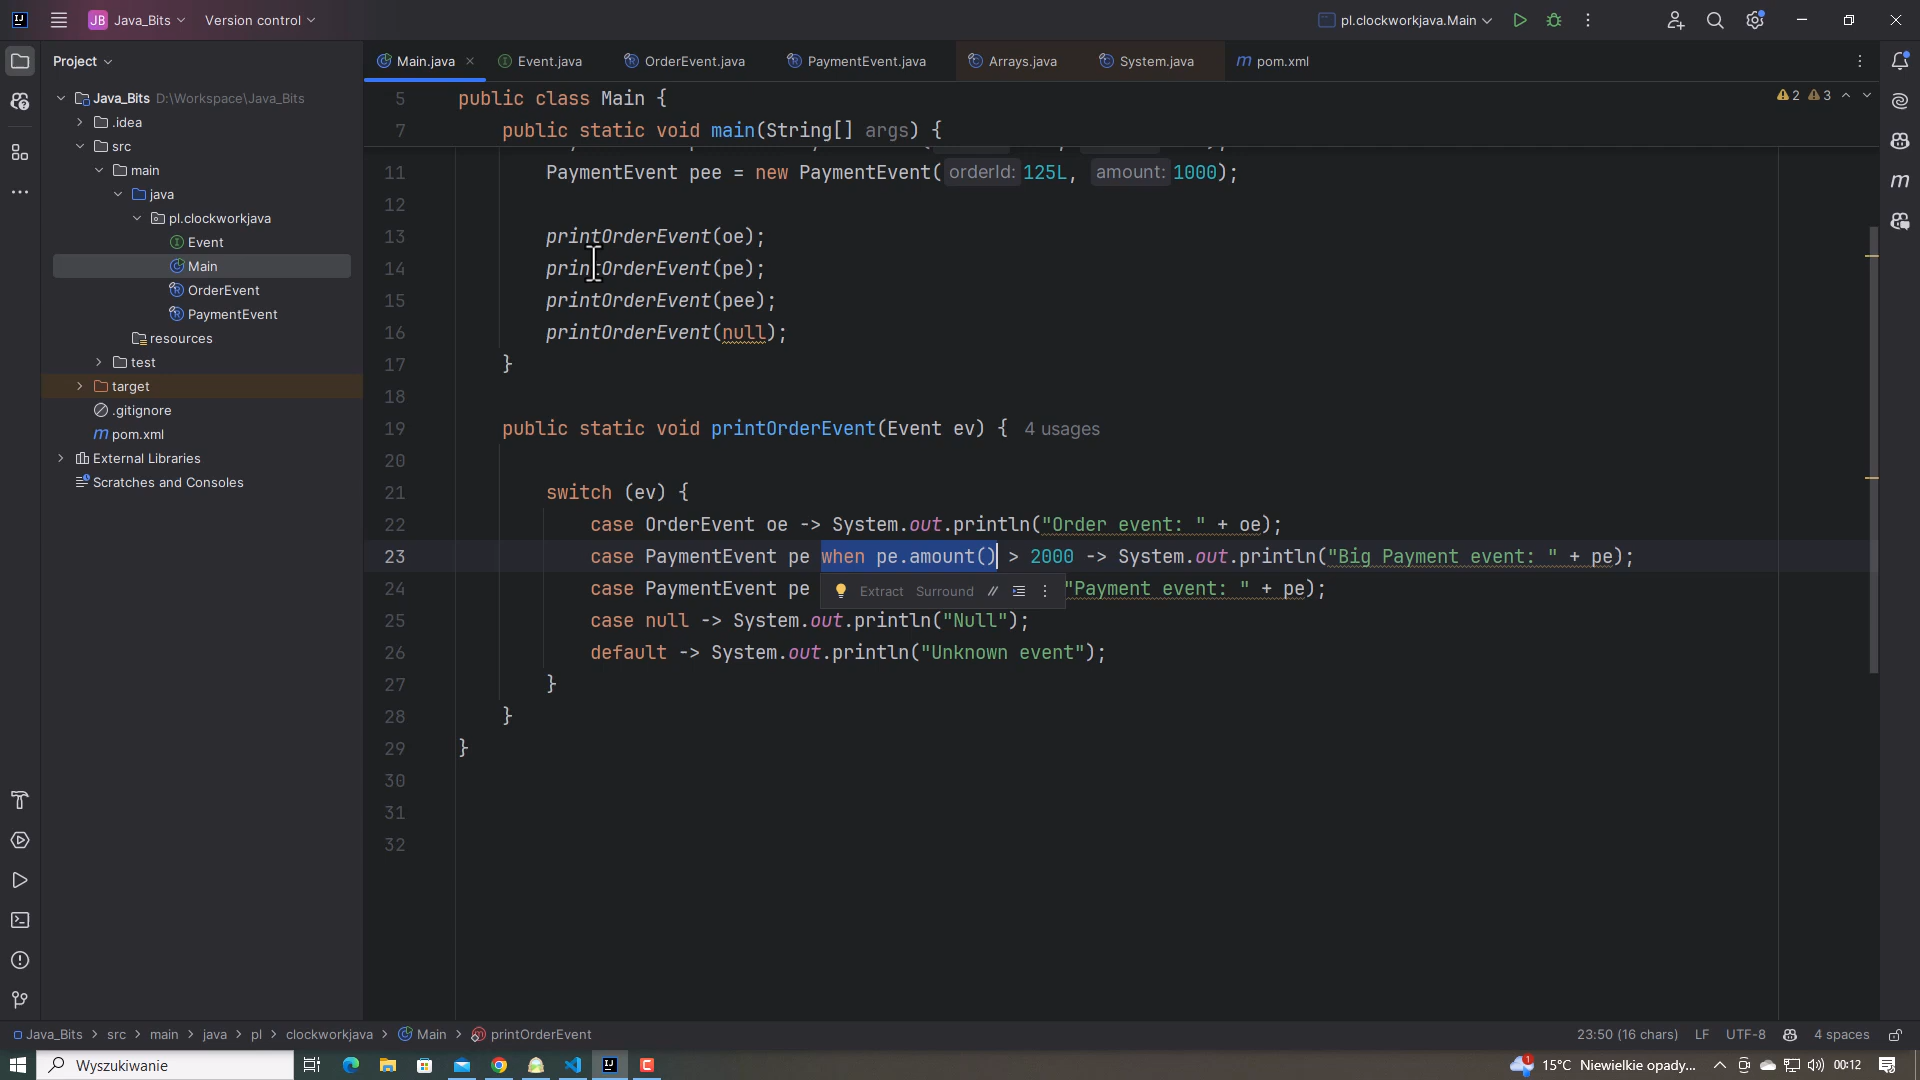 JB Java_Bits Version control pl.clockworkjava.Main
Project
Main.java Event.java OrderEvent.java PaymentEvent.java Arrays.java System.java pom.xml
Java_Bits D:\Workspace\Java_Bits
.idea
src
main
java
pl.clockworkjava
Event
Main
OrderEvent
PaymentEvent
resources
test
target
.gitignore
pom.xml
External Libraries
Scratches and Consoles
2 3
5 public class Main {
7 public static void main(String[] args) {
11 PaymentEvent pee = new PaymentEvent( orderId: 125L, amount: 1000);
12
13 printOrderEvent(oe);
14 printOrderEvent(pe);
15 printOrderEvent(pee);
16 printOrderEvent(null);
17 }
18
19 public static void printOrderEvent(Event ev) { 4 usages
20
21 switch (ev) {
22 case OrderEvent oe -> System.out.println("Order event: " + oe);
23 case PaymentEvent pe when pe.amount() > 2000 -> System.out.println("Big Payment event: " + pe);
24 case PaymentEvent pe "Payment event: " + pe);
Extract Surround //
25 case null -> System.out.println("Null");
26 default -> System.out.println("Unknown event");
27 }
28 }
29 }
30
31
32
Java_Bits > src > main > java > pl > clockworkjava > Main > printOrderEvent 23:50 (16 chars) LF UTF-8 4 spaces
Wyszukiwanie 1 15°C Niewielkie opady... 00:12